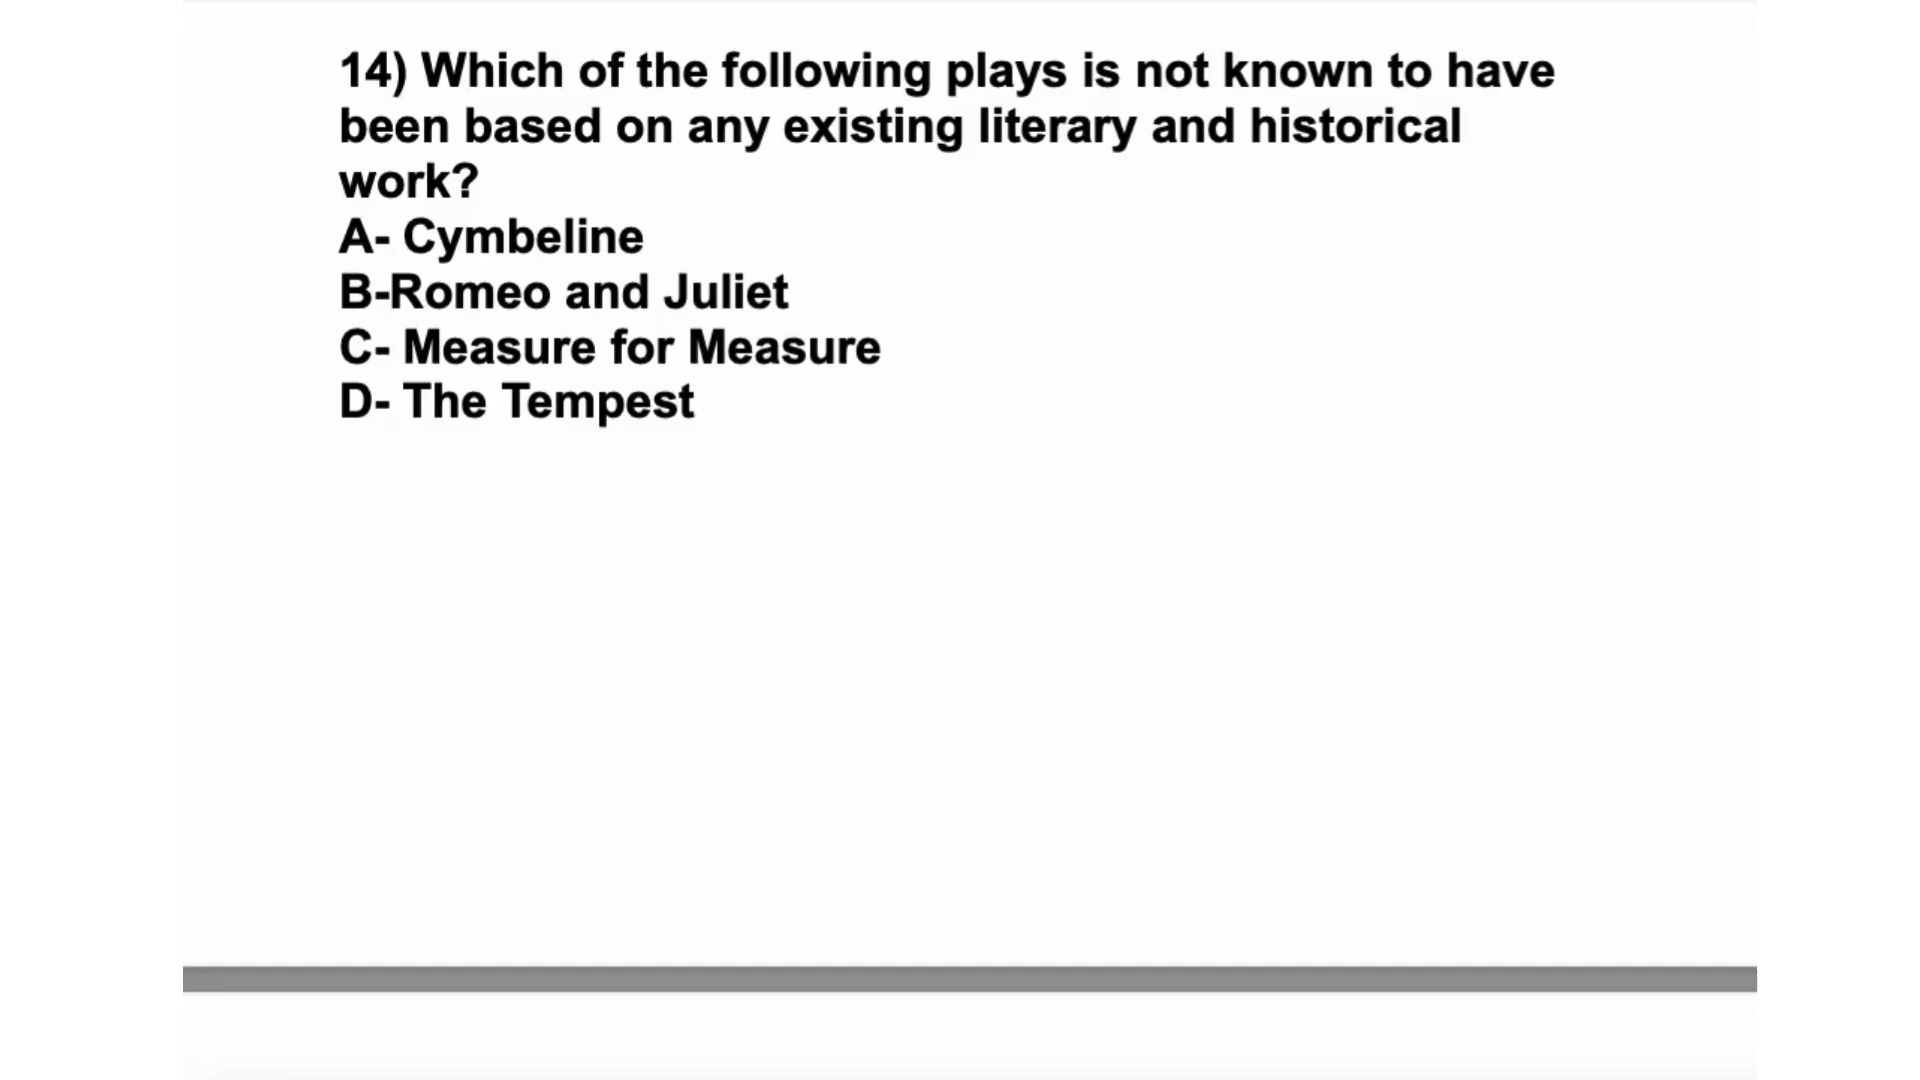 14) Which of the following plays is not known to have
been based on any existing literary and historical
work?
A- Cymbeline
B-Romeo and Juliet
C- Measure for Measure
D- The Tempest